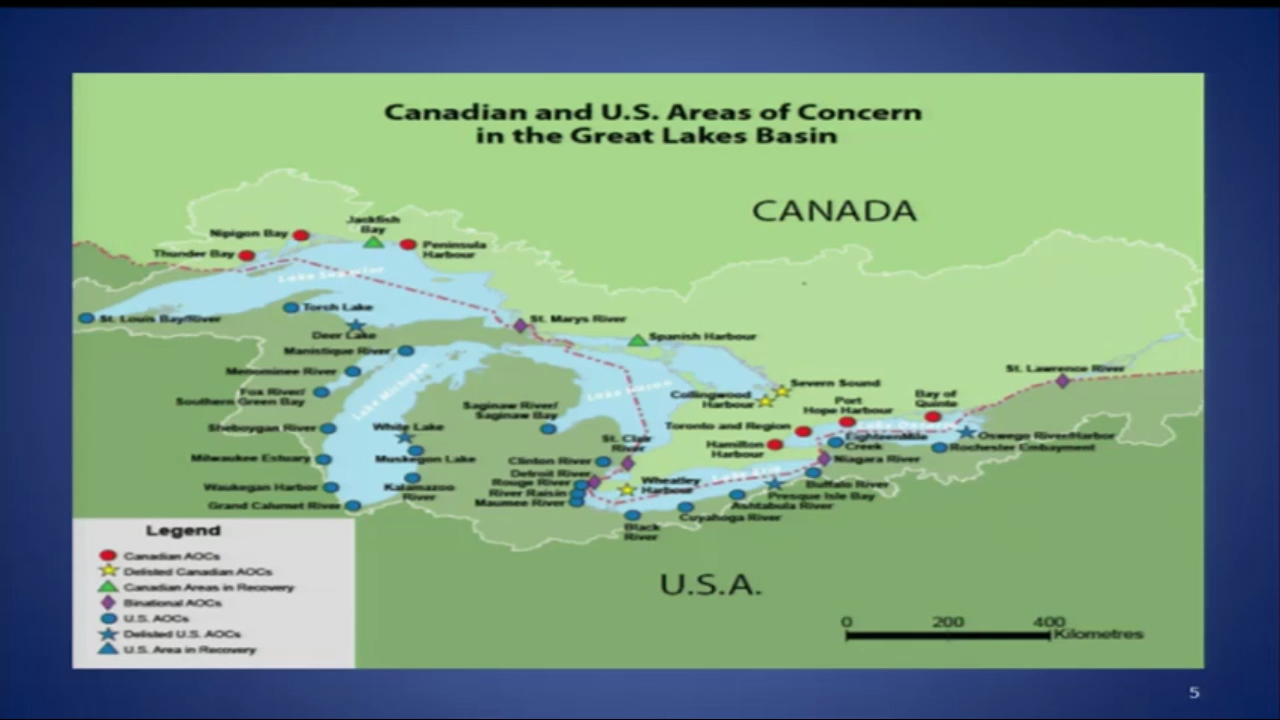 Canadian and U.S. Areas of Concern
in the Great Lakes Basin
CANADA
Jackfish
Bay
Nipigon Bay
Peninsula
Harbour
Thunder Bay
Lake Superior
St. Louis Bay/River
Torch Lake
St. Marys River
Deer Lake
Spanish Harbour
Manistique River
Menominee River
St. Lawrence River
Lake Michigan
Lake Huron
Severn Sound
Fox River/
Southern Green Bay
Collingwood
Harbour
Bay of
Quinte
Port
Hope Harbour
Saginaw River/
Saginaw Bay
Sheboygan River
White Lake
Toronto and Region
Lake Ontario
St. Clair
River
Hamilton
Harbour
Eighteenmile
Creek
Oswego River/Harbor
Rochester Embayment
Milwaukee Estuary
Muskegon Lake
Clinton River
Niagara River
Detroit River
Rouge River
River Raisin
Maumee River
Lake Erie
Wheatley
Harbour
Buffalo River
Waukegan Harbor
Kalamazoo
River
Presque Isle Bay
Grand Calumet River
Ashtabula River
Cuyahoga River
Black
River
Legend
Canadian AOCs
Delisted Canadian AOCs
Canadian Areas in Recovery
Binational AOCs
U.S. AOCs
Delisted U.S. AOCs
U.S. Area in Recovery
U.S.A.
0 200 400
Kilometres
5